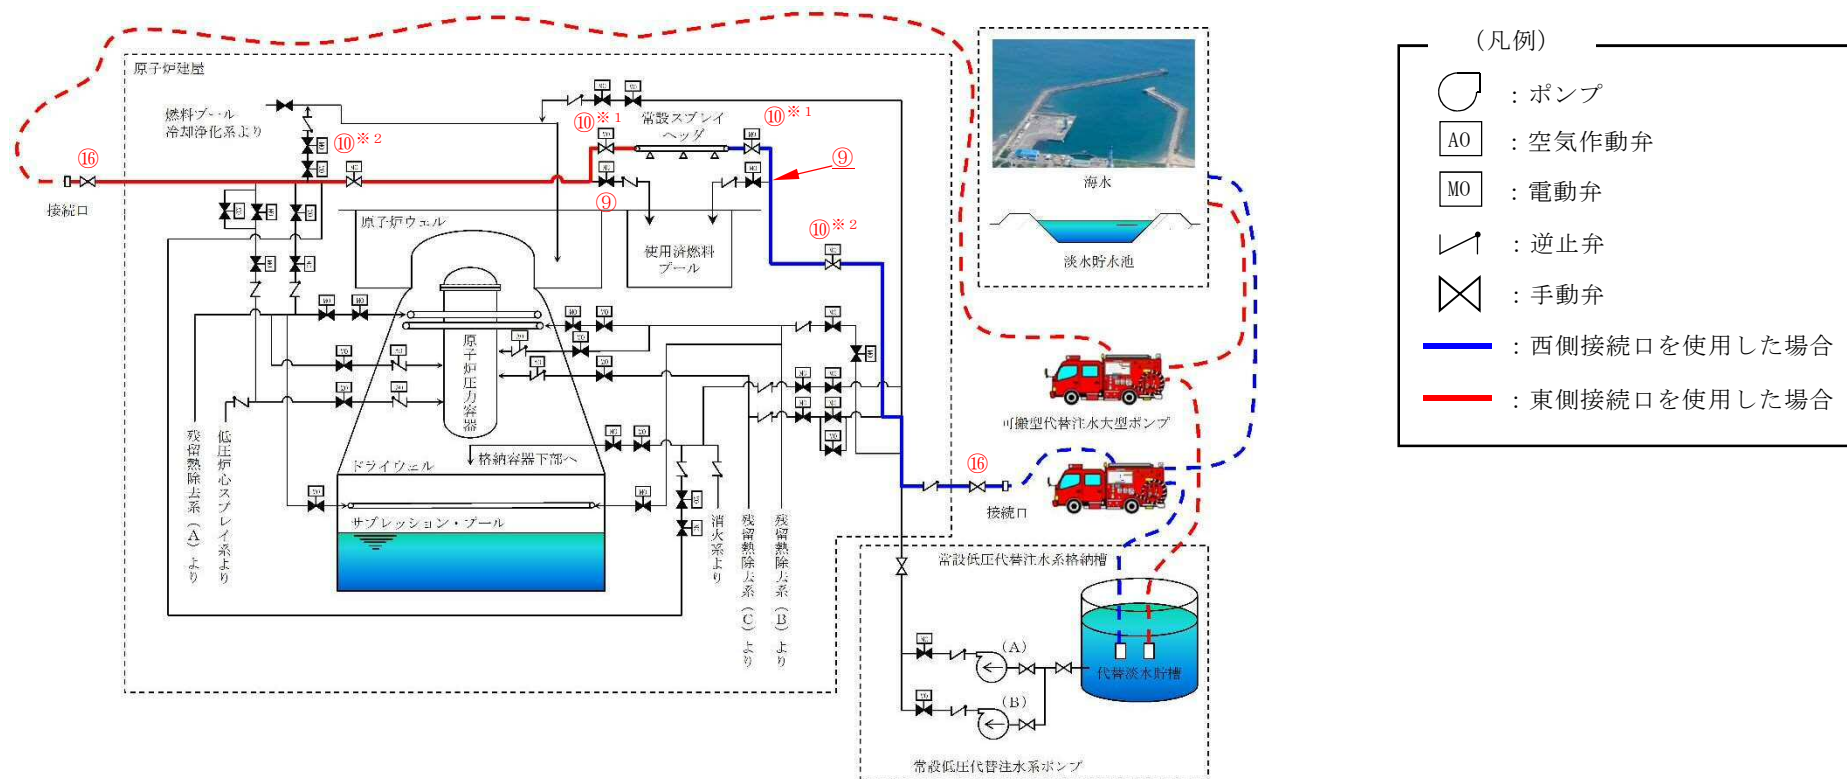 原子炉建屋
燃料プール
冷却浄化系より
⑩※2
⑯
接続口
⑩※1
常設スプレイ
ヘッダ
⑩※1
⑨
⑨
⑩※2
原子炉ウェル
使用済燃料
プール
原子炉圧力容器
ドライウェル
格納容器下部へ
サプレッション・プール
残留熱除去系(A)より
低圧炉心スプレイ系より
消火系より
残留熱除去系(C)より
残留熱除去系(B)より
⑯
接続口
海水
淡水貯水池
可搬型代替注水大型ポンプ
常設低圧代替注水系格納槽
(A)
(B)
代替淡水貯槽
常設低圧代替注水系ポンプ
(凡例)
:ポンプ
AO :空気作動弁
MO :電動弁
:逆止弁
:手動弁
:西側接続口を使用した場合
:東側接続口を使用した場合